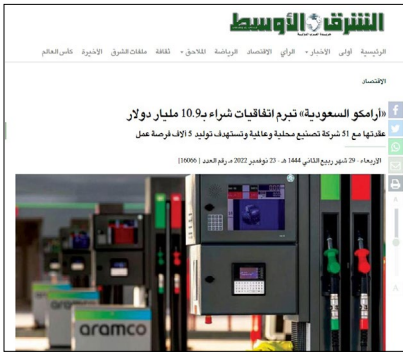 الشرق الأوسط
الرئيسية أولى الأخبار الرأي الاقتصاد الرياضة الملاحق ثقافة ملفات الشرق الأخيرة كأس العالم
الاقتصاد
«أرامكو السعودية» تبرم اتفاقيات شراء بـ10.9 مليار دولار
عقدتها مع 51 شركة تصنيع محلية وعالمية وتستهدف توليد 5 آلاف فرصة عمل
الأربعاء - 29 شهر ربيع الثاني 1444 هـ - 23 نوفمبر 2022 مـ رقم العدد [16066]
aramco